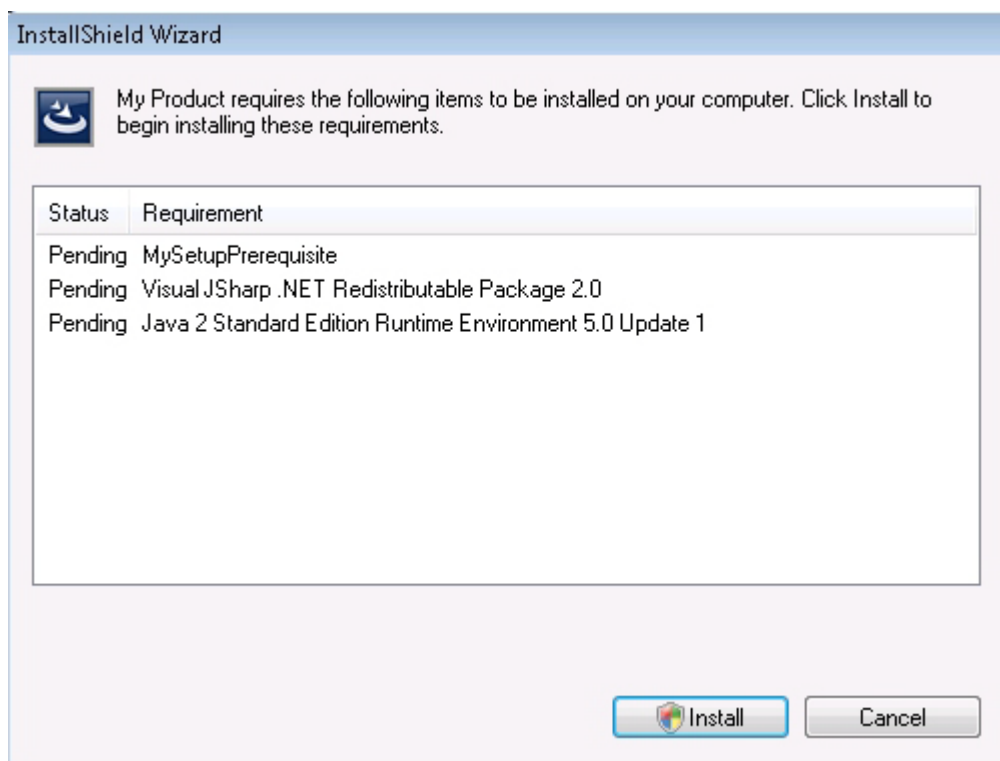 InstallShield Wizard
My Product requires the following items to be installed on your computer. Click Install to
begin installing these requirements.
Status Requirement
Pending MySetupPrerequisite
Pending Visual JSharp .NET Redistributable Package 2.0
Pending Java 2 Standard Edition Runtime Environment 5.0 Update 1
Install Cancel